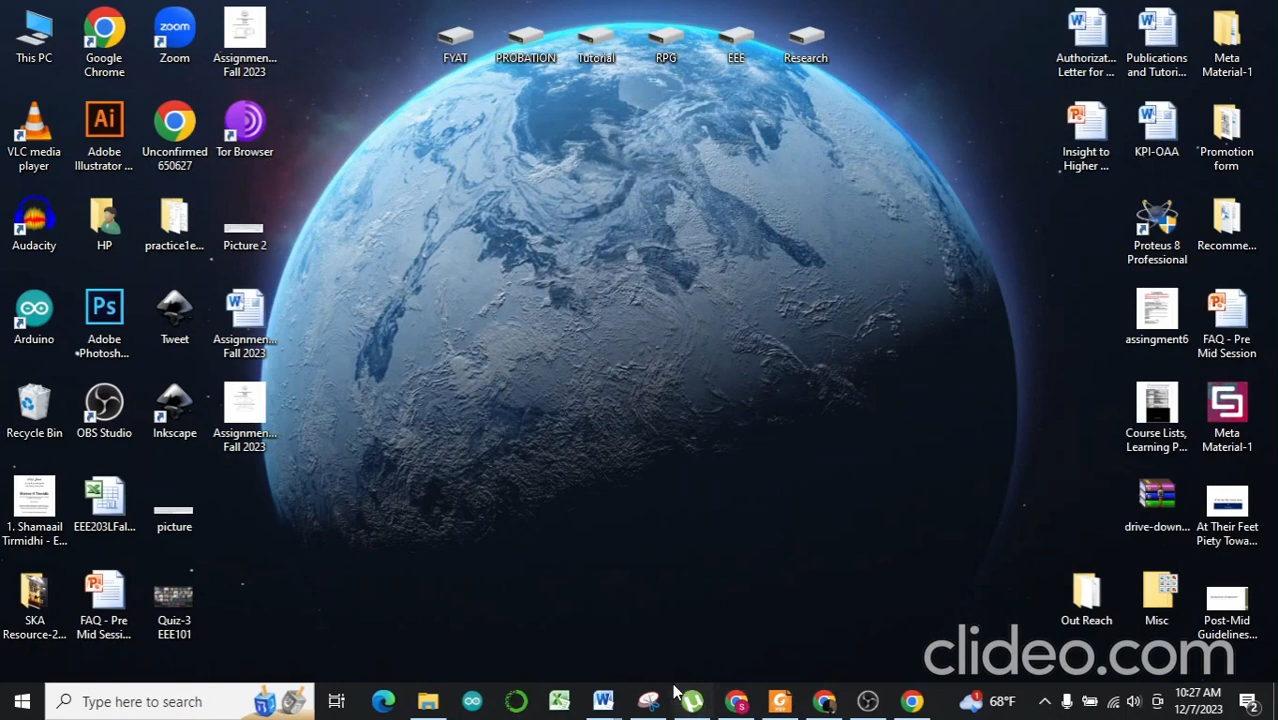 This PC
Google
Chrome
Zoom
Assignmen...
Fall 2023
FYAT
PROBATION
Tutorial
RPG
EEE
Research
Authorizat...
Letter for ...
Publications
and Tutori...
Meta
Material-1
VLC media
player
Adobe
Illustrator ...
Unconfirmed
650627
Tor Browser
Insight to
Higher ...
KPI-OAA
Promotion
form
Audacity
HP
practice1e...
Picture 2
Proteus 8
Professional
Recomme...
Arduino
Adobe
Photosh...
Tweet
Assignmen...
Fall 2023
assingment6
FAQ - Pre
Mid Session
Recycle Bin
OBS Studio
Inkscape
Assignmen...
Fall 2023
Course Lists,
Learning P...
Meta
Material-1
1. Shamaail
Tirmidhi - E...
EEE203LFal...
picture
drive-down...
At Their Feet
Piety Towa...
SKA
Resource-2...
FAQ - Pre
Mid Sessi...
Quiz-3
EEE101
Out Reach
Misc
Post-Mid
Guidelines...
clideo.com
Type here to search
68°F
10:27 AM
12/7/2023